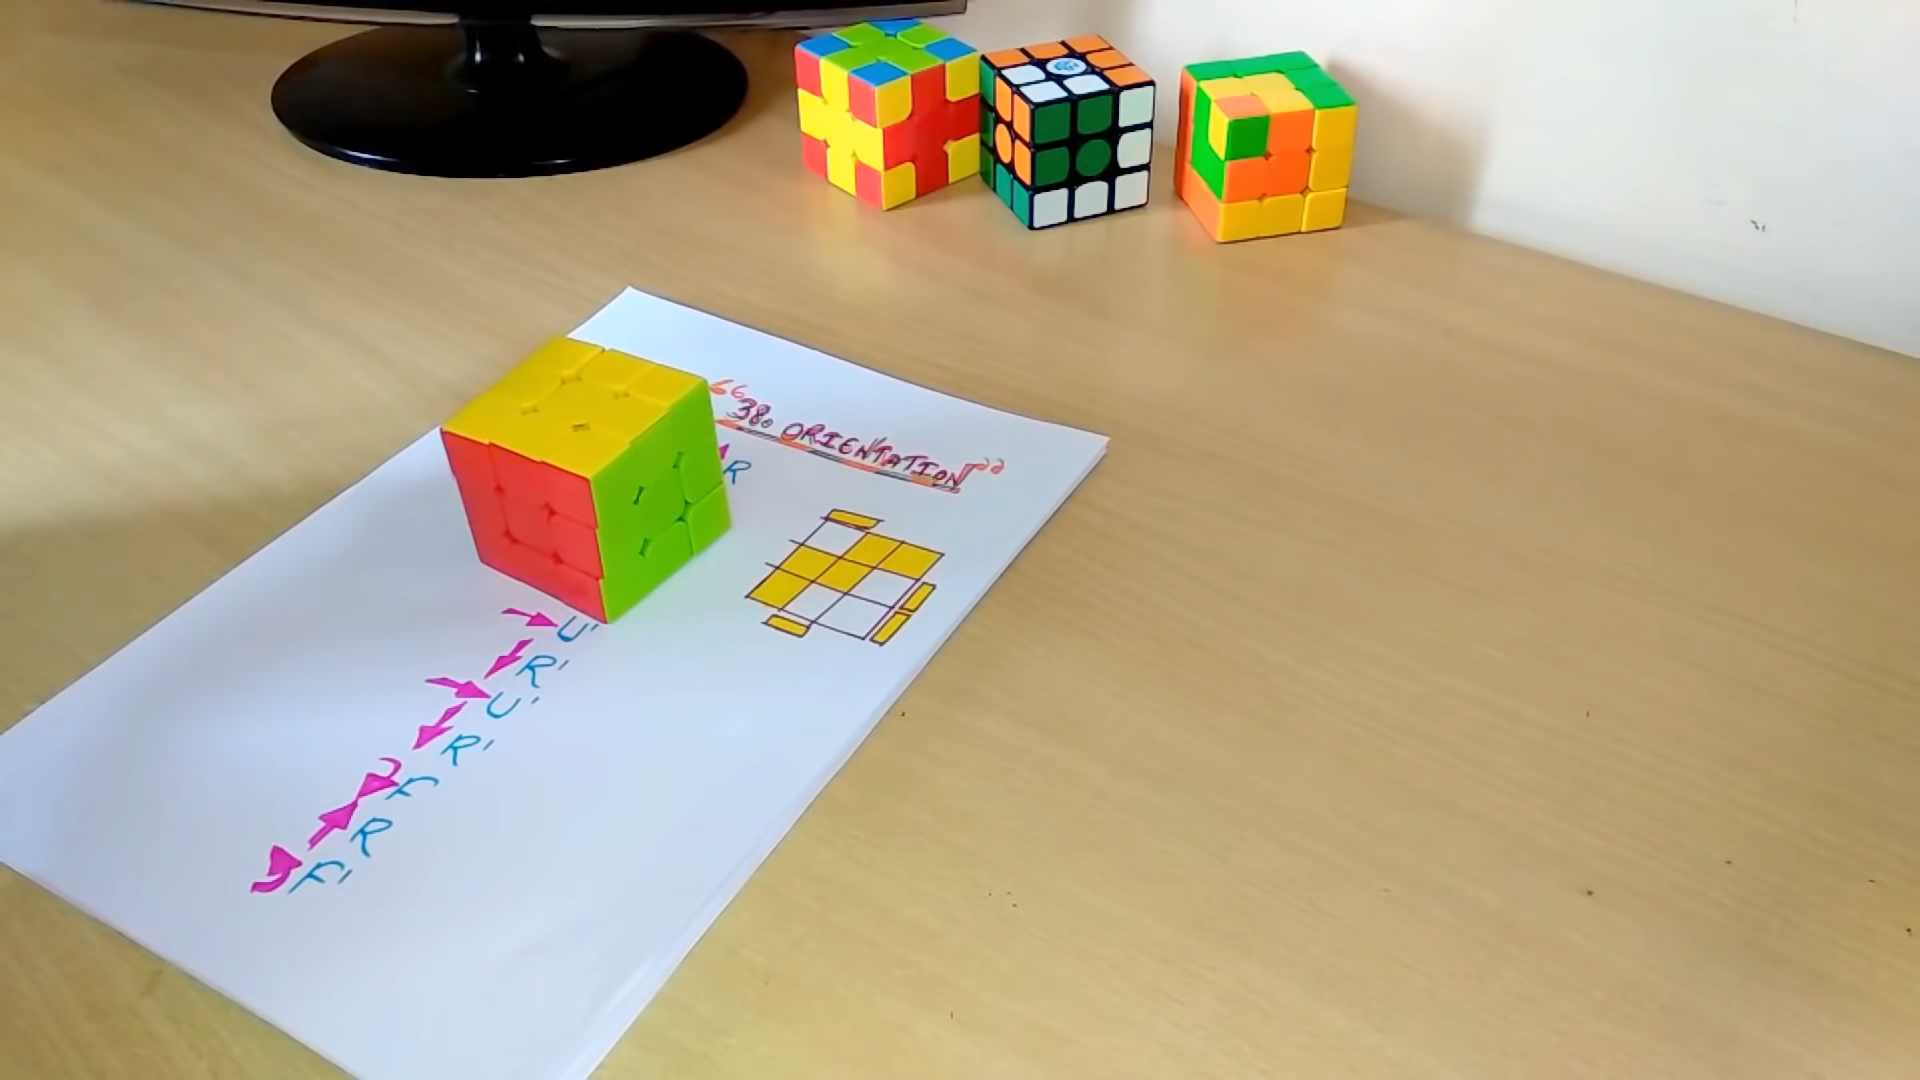 “38. ORIENTATION”
R
U'
R'
U'
R'
F
R
F'